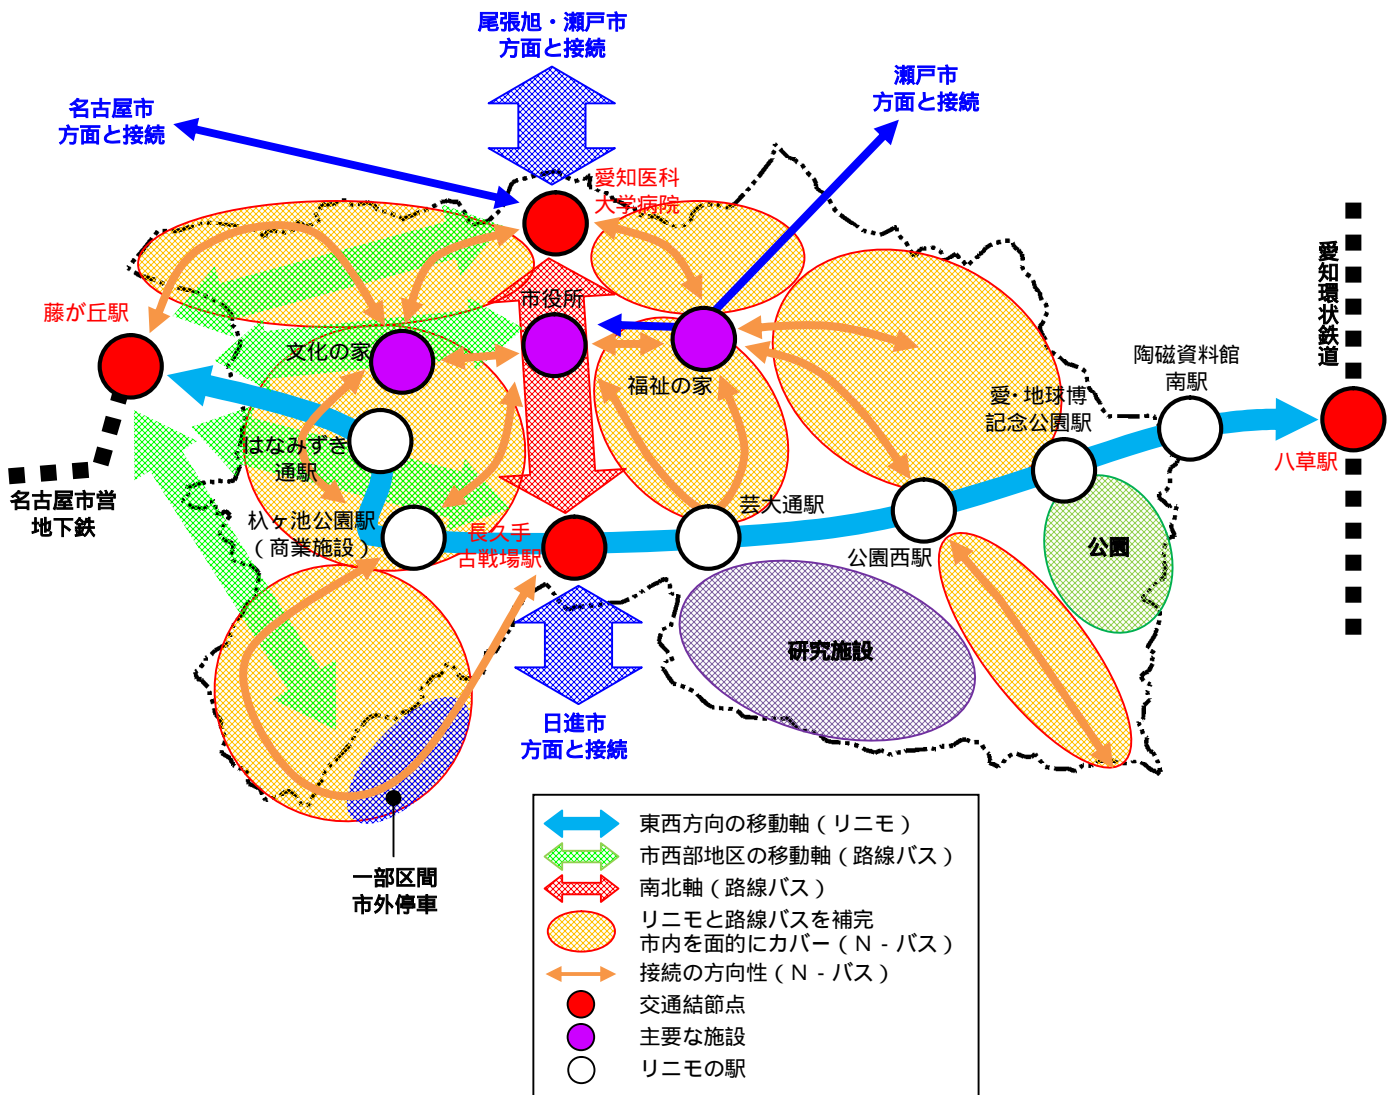 尾張旭・瀬戸市
方面と接続
瀬戸市
方面と接続
名古屋市
方面と接続
愛知医科
大学病院
愛知環状鉄道
市役所
藤が丘駅
文化の家
福祉の家
陶磁資料館
南駅
愛・地球博
記念公園駅
はなみずき
通駅
八草駅
名古屋市営
地下鉄
杁ヶ池公園駅
（商業施設）
長久手
古戦場駅
芸大通駅
公園西駅
公園
研究施設
日進市
方面と接続
一部区間
市外停車
東西方向の移動軸（リニモ）
市西部地区の移動軸（路線バス）
南北軸（路線バス）
リニモと路線バスを補完
市内を面的にカバー（Ｎ‐バス）
接続の方向性（Ｎ‐バス）
交通結節点
主要な施設
リニモの駅